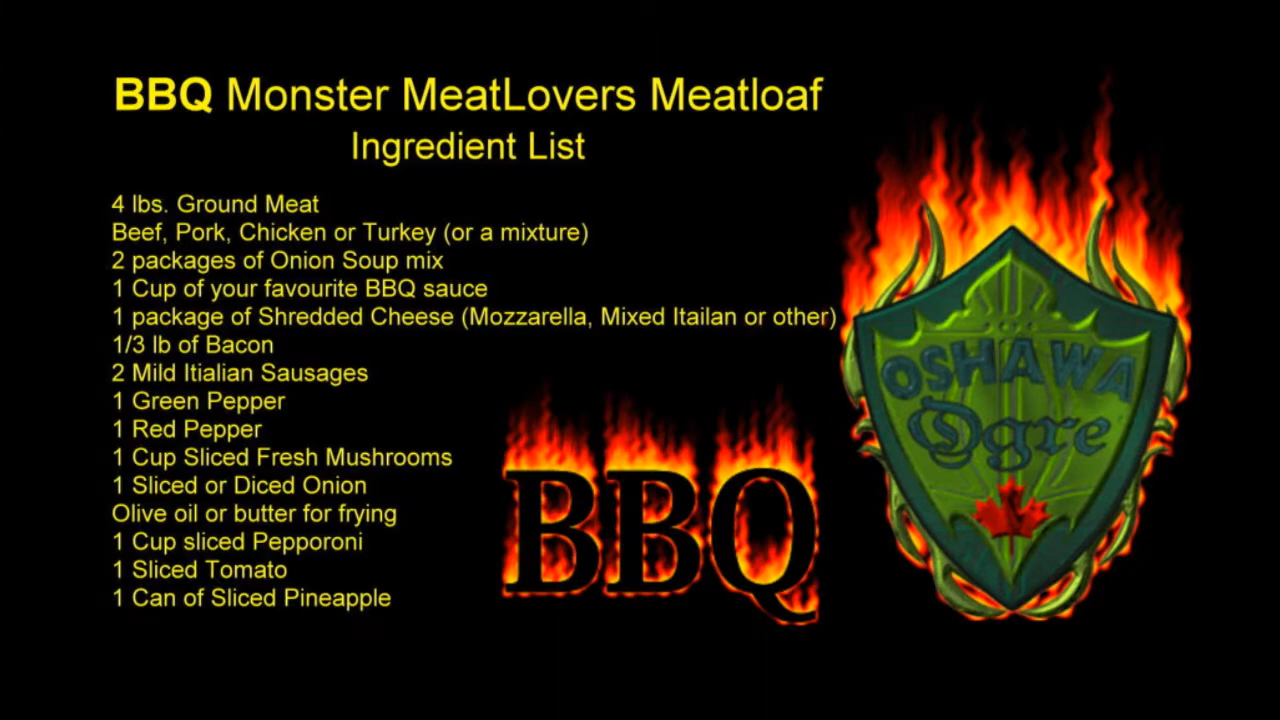 BBQ Monster MeatLovers Meatloaf
Ingredient List
4 lbs. Ground Meat
Beef, Pork, Chicken or Turkey (or a mixture)
2 packages of Onion Soup mix
1 Cup of your favourite BBQ sauce
1 package of Shredded Cheese (Mozzarella, Mixed Itailan or other)
1/3 lb of Bacon
2 Mild Itialian Sausages
1 Green Pepper
1 Red Pepper
1 Cup Sliced Fresh Mushrooms
1 Sliced or Diced Onion
Olive oil or butter for frying
1 Cup sliced Pepporoni
1 Sliced Tomato
1 Can of Sliced Pineapple
BBQ
OSHAWA
Ogre